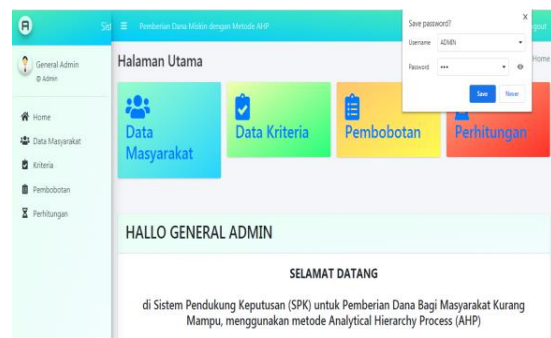 R
Sist
Pemberian Dana Miskin dengan Metode AHP
Logout
Save password?
X
Username
ADMIN
Password
•••
Save
Never
General Admin
Admin
Home
Data Masyarakat
Kriteria
Pembobotan
Perhitungan
Halaman Utama
Home
Data
Masyarakat
Data Kriteria
Pembobotan
Perhitungan
HALLO GENERAL ADMIN
SELAMAT DATANG
di Sistem Pendukung Keputusan (SPK) untuk Pemberian Dana Bagi Masyarakat Kurang
Mampu, menggunakan metode Analytical Hierarchy Process (AHP)